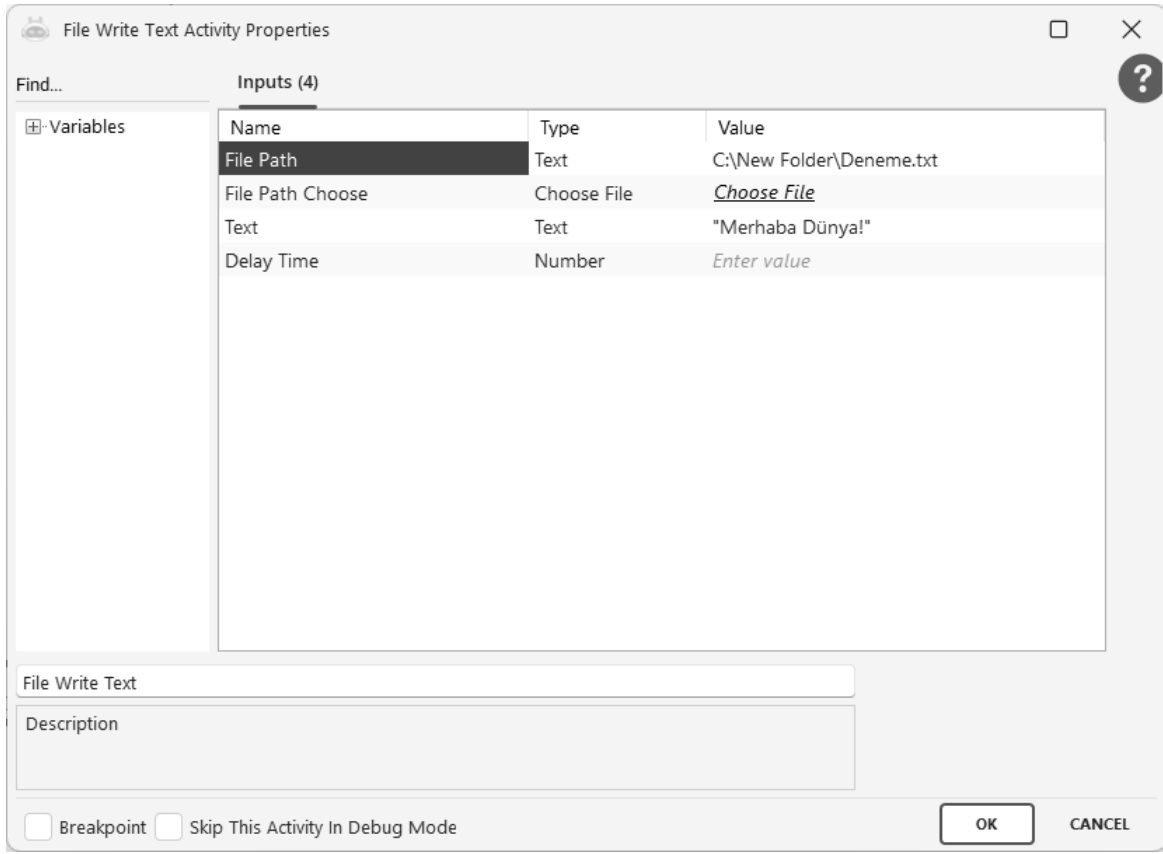 File Write Text Activity Properties
Find...
Inputs (4)
?
Variables
Name Type Value
File Path Text C:\New Folder\Deneme.txt
File Path Choose Choose File Choose File
Text Text "Merhaba Dünya!"
Delay Time Number Enter value
File Write Text
Description
Breakpoint Skip This Activity In Debug Mode OK CANCEL